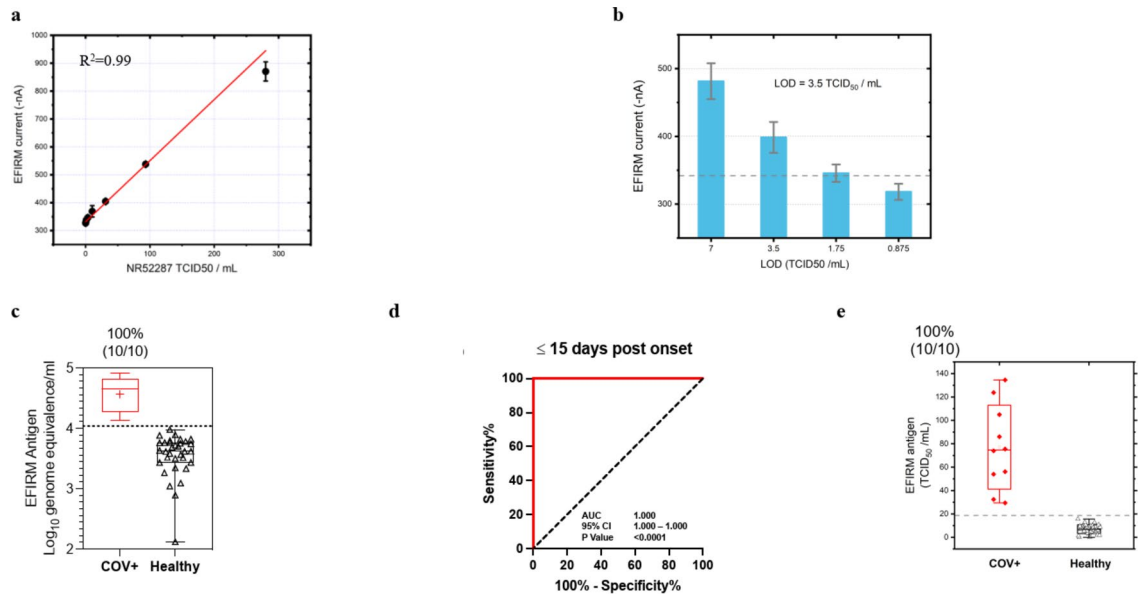 a
R²=0.99
EFIRM current (-nA)
1000
900
800
700
600
500
400
300
0
100
200
300
NR52287 TCID50 / mL
b
LOD = 3.5 TCID₅₀ / mL
EFIRM current (-nA)
500
400
300
7
3.5
1.75
0.875
LOD (TCID50 /mL)
c
100%
(10/10)
EFIRM Antigen
Log₁₀ genome equivalence/ml
5
4
3
2
COV+
Healthy
d
≤ 15 days post onset
Sensitivity%
100
80
60
40
20
0
AUC 1.000
95% CI 1.000 – 1.000
P Value <0.0001
0
20
40
60
80
100
100% - Specificity%
e
100%
(10/10)
EFIRM antigen
(TCID₅₀ /mL)
140
120
100
80
60
40
20
0
COV+
Healthy